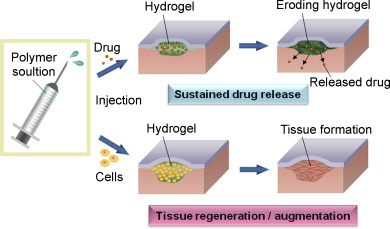 Polymer
soultion
Drug
Injection
Cells
Hydrogel
Eroding hydrogel
Released drug
Sustained drug release
Hydrogel
Tissue formation
Tissue regeneration / augmentation